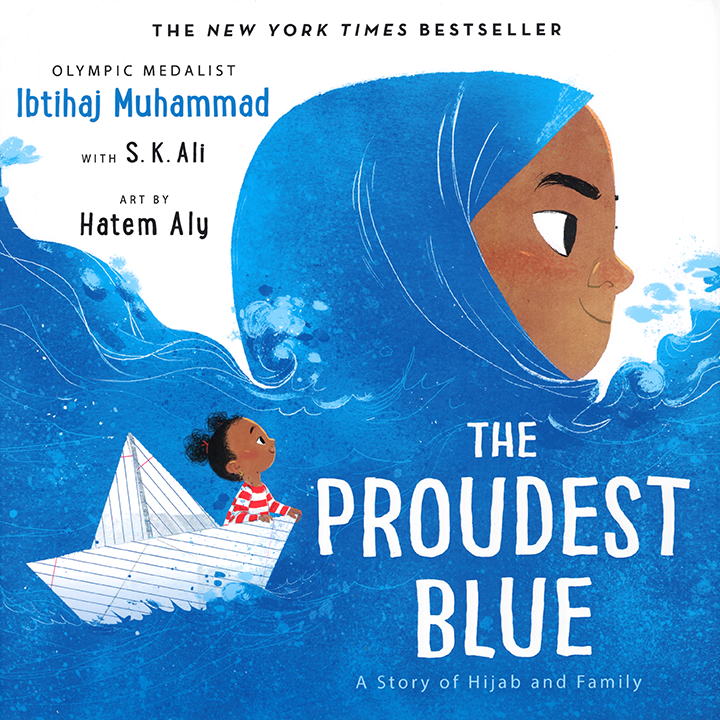 THE NEW YORK TIMES BESTSELLER
OLYMPIC MEDALIST
Ibtihaj Muhammad
WITH S. K. Ali
ART BY
Hatem Aly
THE
PROUDEST
BLUE
A Story of Hijab and Family